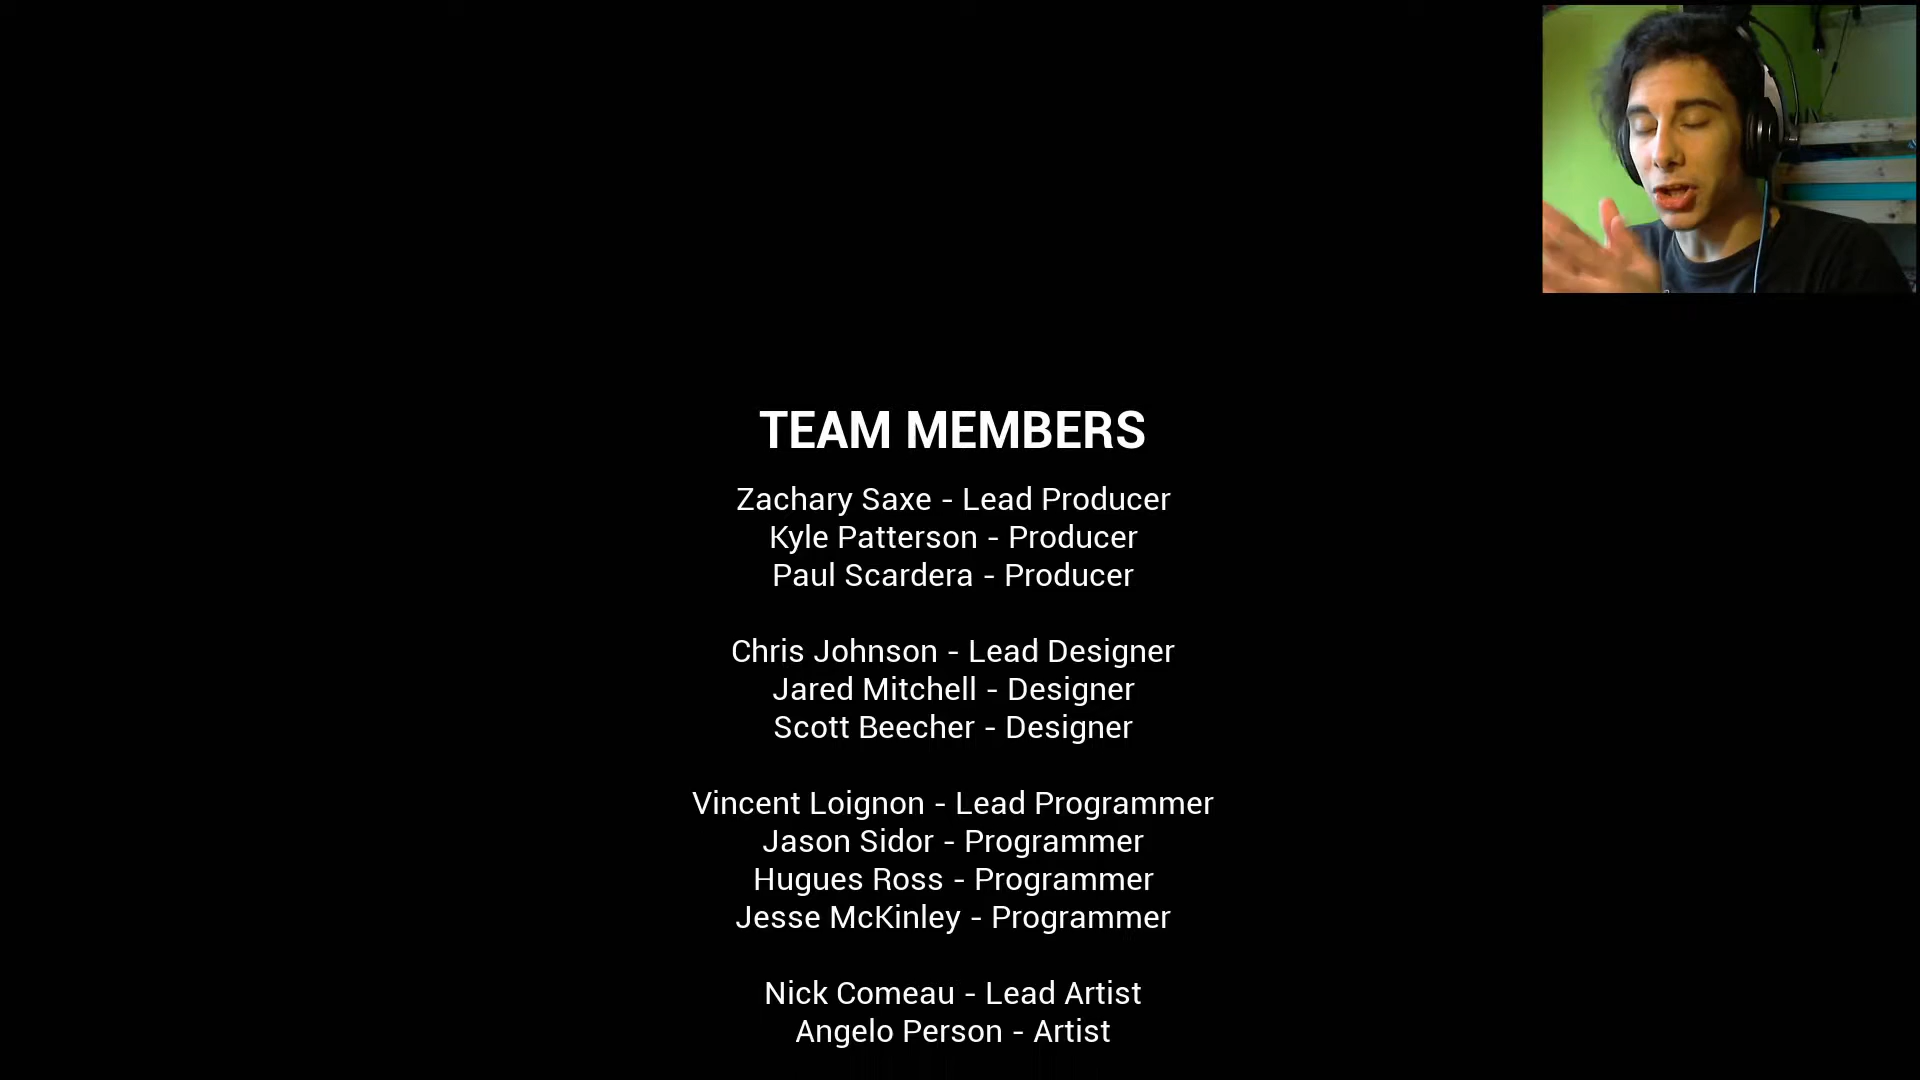 TEAM MEMBERS
Zachary Saxe - Lead Producer
Kyle Patterson - Producer
Paul Scardera - Producer
Chris Johnson - Lead Designer
Jared Mitchell - Designer
Scott Beecher - Designer
Vincent Loignon - Lead Programmer
Jason Sidor - Programmer
Hugues Ross - Programmer
Jesse McKinley - Programmer
Nick Comeau - Lead Artist
Angelo Person - Artist